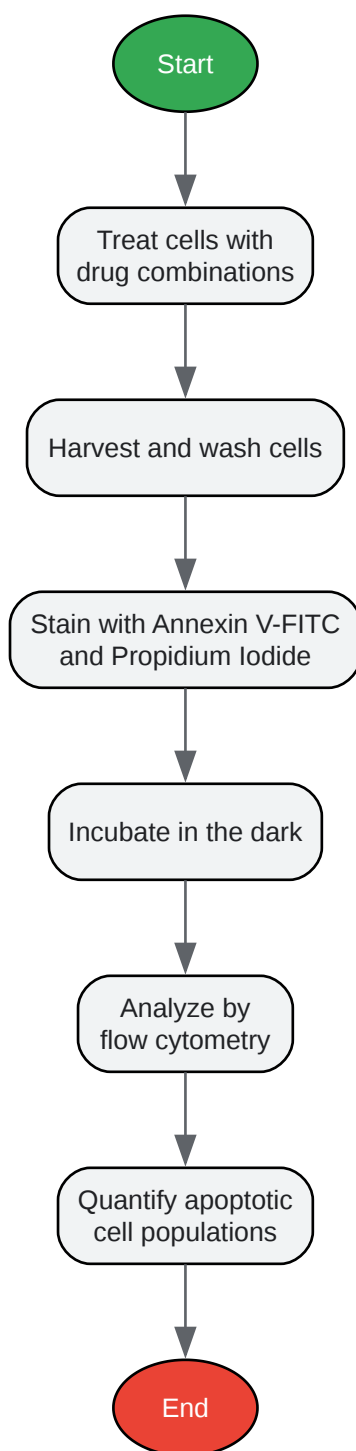 Start
Treat cells with
drug combinations
Harvest and wash cells
Stain with Annexin V-FITC
and Propidium Iodide
Incubate in the dark
Analyze by
flow cytometry
Quantify apoptotic
cell populations
End